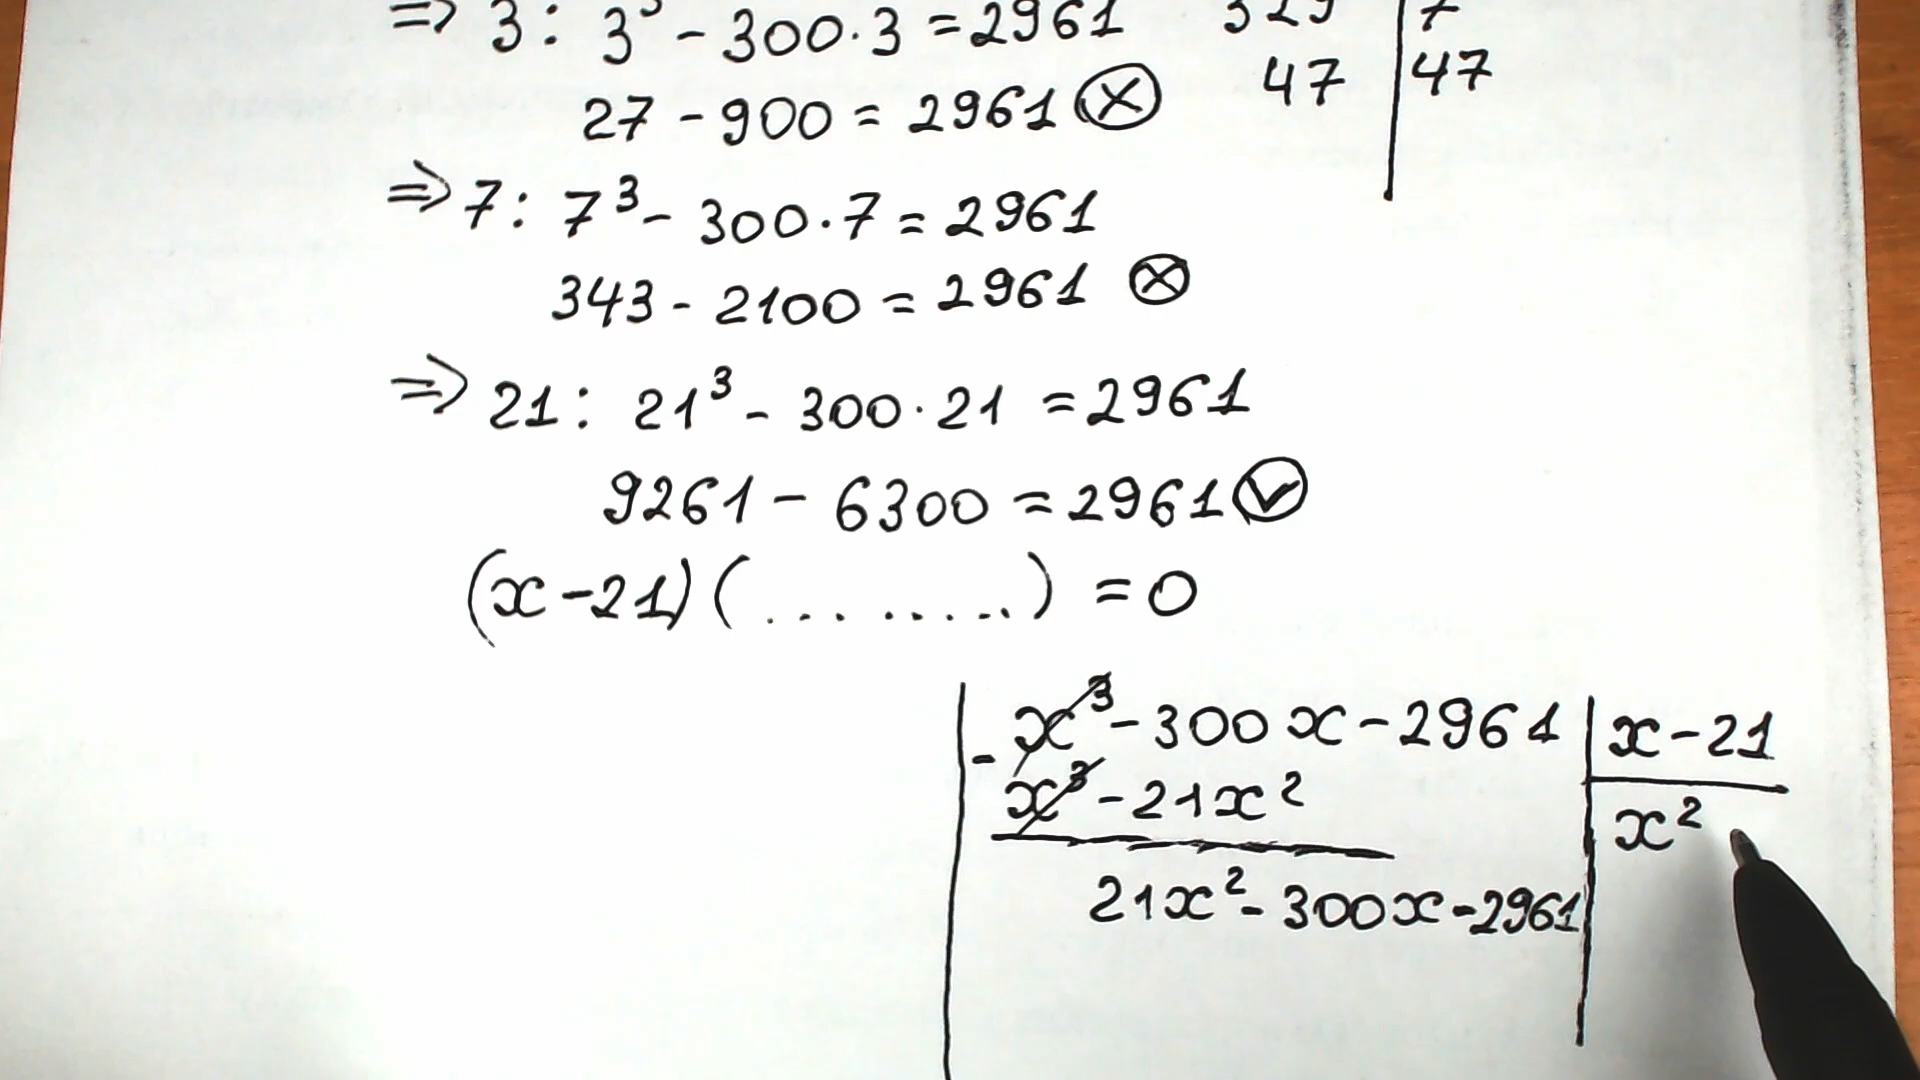 ⇒ 3: 3³ - 300·3 = 2961
27 - 900 = 2961 ⊗
⇒ 7: 7³ - 300·7 = 2961
343 - 2100 = 2961 ⊗
⇒ 21: 21³ - 300·21 = 2961
9261 - 6300 = 2961 ✓
(x-21)(.........) = 0
329 | 7
47 | 47
- x³ - 300x - 2961 | x - 21
x³ - 21x² | x²
21x² - 300x - 2961